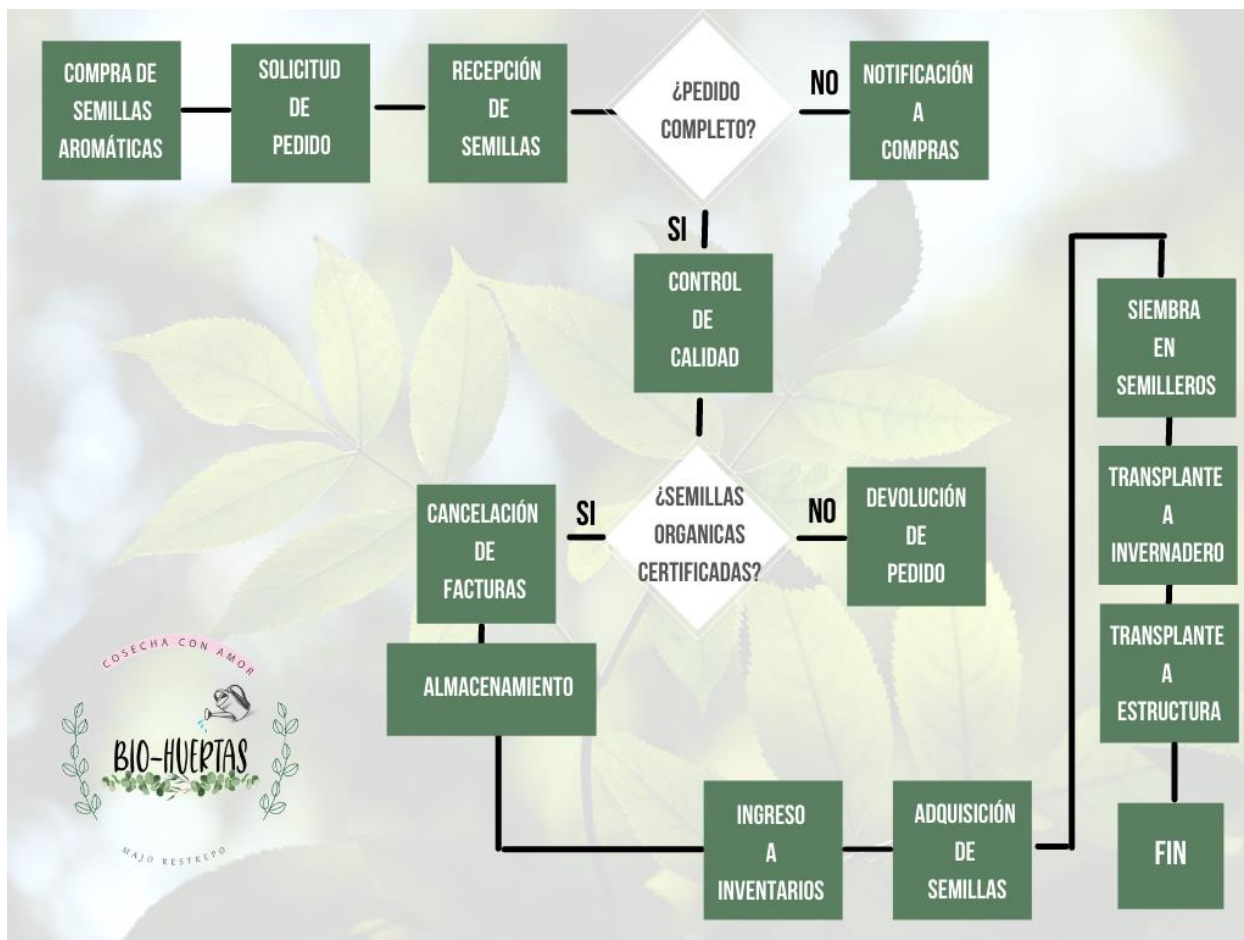 COMPRA DE
SEMILLAS
AROMÁTICAS
SOLICITUD
DE
PEDIDO
RECEPCIÓN
DE
SEMILLAS
¿PEDIDO
COMPLETO?
NO
NOTIFICACIÓN
A
COMPRAS
SI
CONTROL
DE
CALIDAD
¿SEMILLAS
ORGANICAS
CERTIFICADAS?
NO
DEVOLUCIÓN
DE
PEDIDO
SI
CANCELACIÓN
DE
FACTURAS
ALMACENAMIENTO
INGRESO
A
INVENTARIOS
ADQUISICIÓN
DE
SEMILLAS
SIEMBRA
EN
SEMILLEROS
TRANSPLANTE
A
INVERNADERO
TRANSPLANTE
A
ESTRUCTURA
FIN
COSECHA CON AMOR
BIO-HUERTAS
MAJO RESTREPO